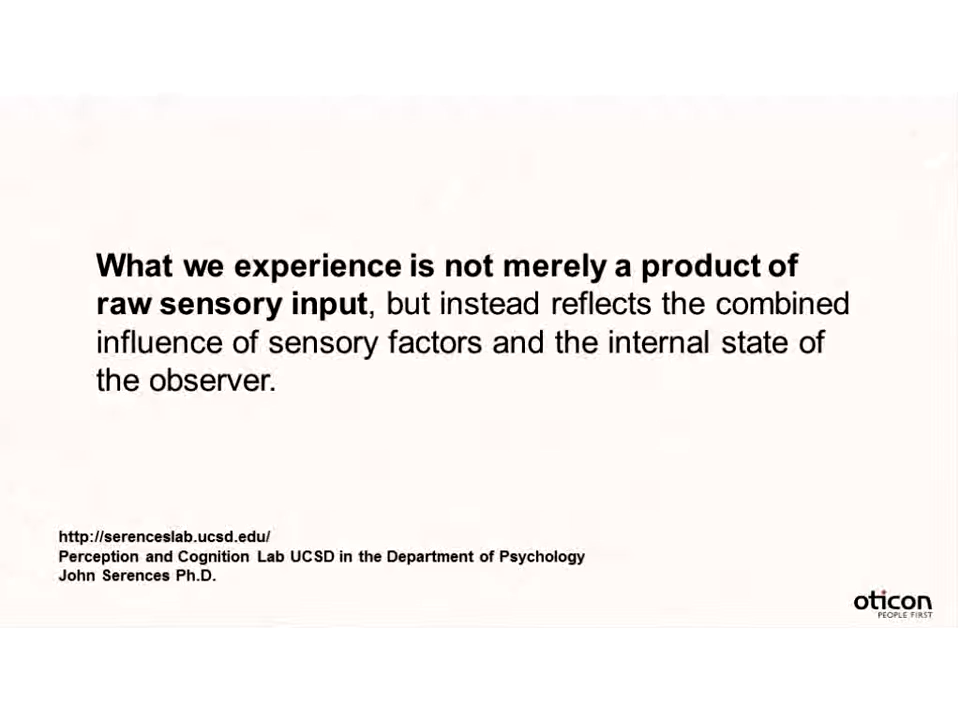 What we experience is not merely a product of
raw sensory input, but instead reflects the combined
influence of sensory factors and the internal state of
the observer.
http://serenceslab.ucsd.edu/
Perception and Cognition Lab UCSD in the Department of Psychology
John Serences Ph.D.
oticon
PEOPLE FIRST